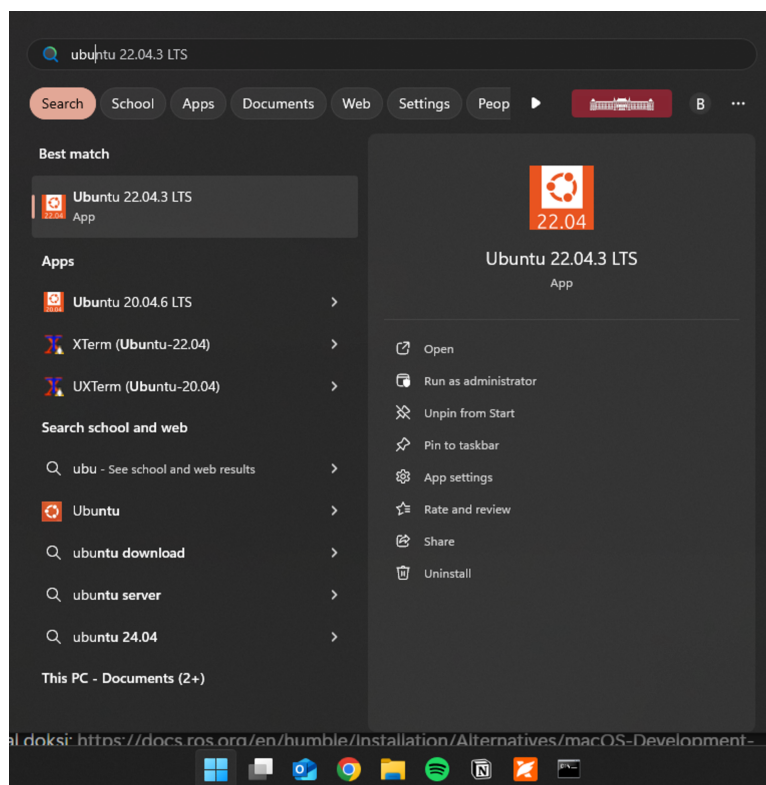 ubuntu 22.04.3 LTS
Search School Apps Documents Web Settings Peop B
Best match
Ubuntu 22.04.3 LTS
App
22.04
Apps
Ubuntu 20.04.6 LTS
20.04
XTerm (Ubuntu-22.04)
UXTerm (Ubuntu-20.04)
Search school and web
ubu - See school and web results
Ubuntu
ubuntu download
ubuntu server
ubuntu 24.04
This PC - Documents (2+)
22.04
Ubuntu 22.04.3 LTS
App
Open
Run as administrator
Unpin from Start
Pin to taskbar
App settings
Rate and review
Share
Uninstall
al doksi: https://docs.ros.org/en/humble/Installation/Alternatives/macOS-Development-